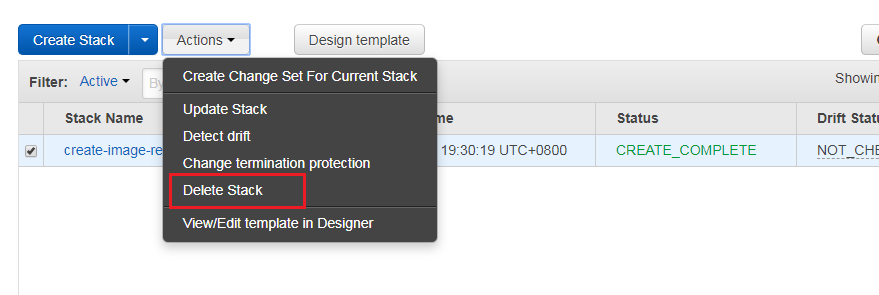 Create Stack Actions Design template
Filter: Active By
Create Change Set For Current Stack
Update Stack
Detect drift
Change termination protection
Delete Stack
View/Edit template in Designer
Showin
Stack Name me Status Drift Statu
create-image-re 19:30:19 UTC+0800 CREATE_COMPLETE NOT_CHE